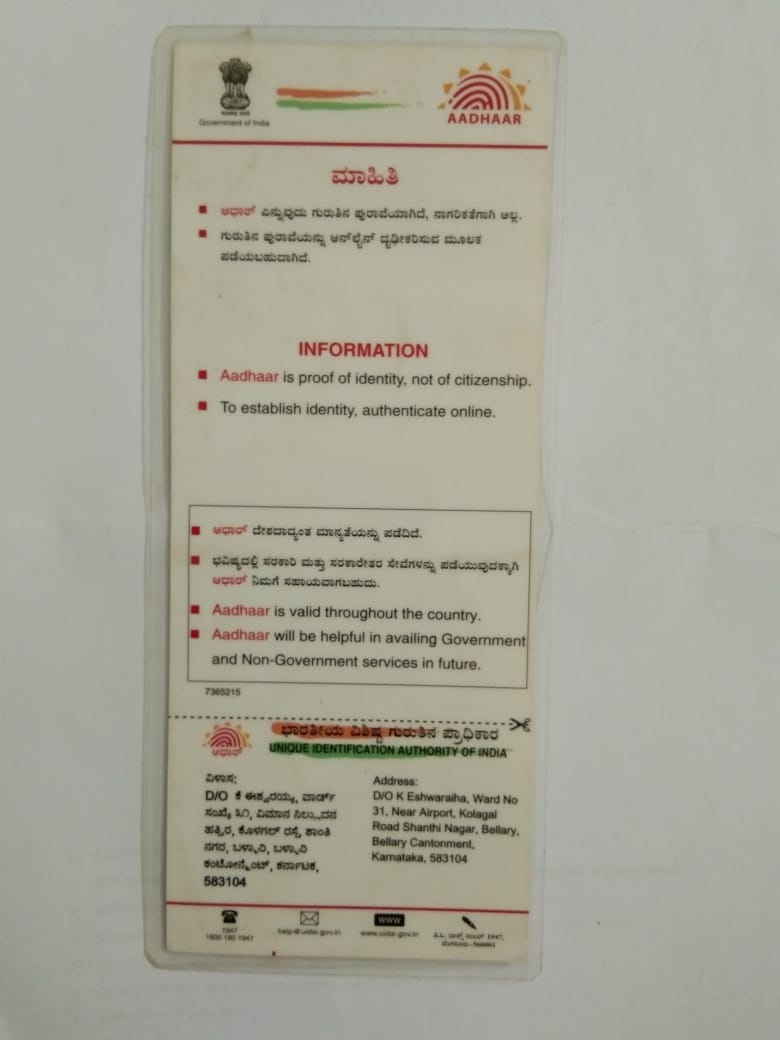 Government of India
AADHAAR
ಮಾಹಿತಿ
ಆಧಾರ್ ಎನ್ನುವುದು ಗುರುತಿನ ಪುರಾವೆಯಾಗಿದೆ, ನಾಗರಿಕತೆಗಾಗಿ ಅಲ್ಲ.
ಗುರುತಿನ ಪುರಾವೆಯನ್ನು ಆನ್‌ಲೈನ್ ದೃಢೀಕರಿಸುವ ಮೂಲಕ
ಪಡೆಯಬಹುದಾಗಿದೆ.
INFORMATION
Aadhaar is proof of identity, not of citizenship.
To establish identity, authenticate online.
ಆಧಾರ್ ದೇಶದಾದ್ಯಂತ ಮಾನ್ಯತೆಯನ್ನು ಪಡೆದಿದೆ.
ಭವಿಷ್ಯದಲ್ಲಿ ಸರಕಾರಿ ಮತ್ತು ಸರಕಾರೇತರ ಸೇವೆಗಳನ್ನು ಪಡೆಯುವುದಕ್ಕಾಗಿ
ಆಧಾರ್ ನಿಮಗೆ ಸಹಾಯವಾಗಬಹುದು.
Aadhaar is valid throughout the country.
Aadhaar will be helpful in availing Government
and Non-Government services in future.
7365215
ಆಧಾರ್
ಭಾರತೀಯ ವಿಶಿಷ್ಟ ಗುರುತಿನ ಪ್ರಾಧಿಕಾರ
UNIQUE IDENTIFICATION AUTHORITY OF INDIA
ವಿಳಾಸ:
D/O ಕೆ ಈಶ್ವರಯ್ಯ, ವಾರ್ಡ್
ಸಂಖ್ಯೆ ೩೧, ವಿಮಾನ ನಿಲ್ದಾಣದ
ಹತ್ತಿರ, ಕೊಳಗಲ್ ರಸ್ತೆ, ಶಾಂತಿ
ನಗರ, ಬಳ್ಳಾರಿ, ಬಳ್ಳಾರಿ
ಕಂಟೋನ್ಮೆಂಟ್, ಕರ್ನಾಟಕ,
583104
Address:
D/O K Eshwaraiha, Ward No
31, Near Airport, Kolagal
Road Shanthi Nagar, Bellary,
Bellary Cantonment,
Karnataka, 583104
1947
1800 180 1947
help@uidai.gov.in
WWW
www.uidai.gov.in
1947,
ಬೆಂಗಳೂರು-560001